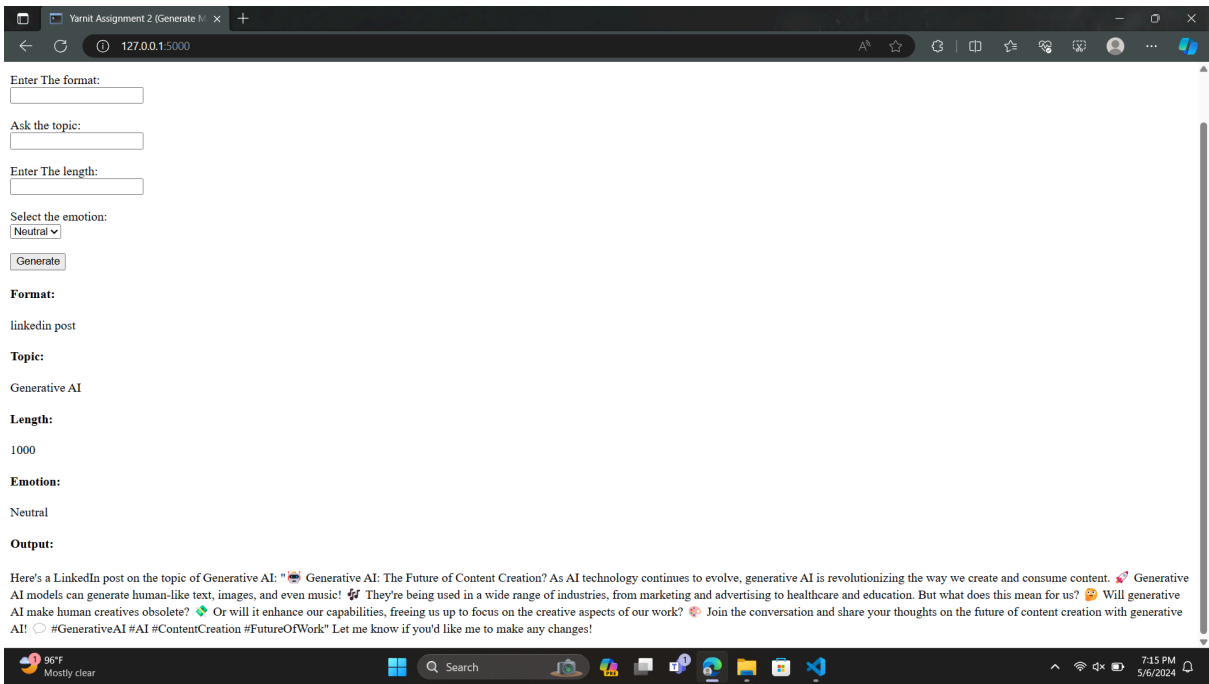 Yarnit Assignment 2 (Generate M
127.0.0.1:5000
Enter The format:
Ask the topic:
Enter The length:
Select the emotion:
Neutral
Generate
Format:
linkedin post
Topic:
Generative AI
Length:
1000
Emotion:
Neutral
Output:
Here's a LinkedIn post on the topic of Generative AI: "🤖 Generative AI: The Future of Content Creation? As AI technology continues to evolve, generative AI is revolutionizing the way we create and consume content. 🚀 Generative
AI models can generate human-like text, images, and even music! 🎶 They're being used in a wide range of industries, from marketing and advertising to healthcare and education. But what does this mean for us? 🤔 Will generative
AI make human creatives obsolete? 💸 Or will it enhance our capabilities, freeing us up to focus on the creative aspects of our work? 🧠 Join the conversation and share your thoughts on the future of content creation with generative
AI! 💬 #GenerativeAI #AI #ContentCreation #FutureOfWork" Let me know if you'd like me to make any changes!
1
96°F
Mostly clear
Search
PRE
1
7:15 PM
5/6/2024